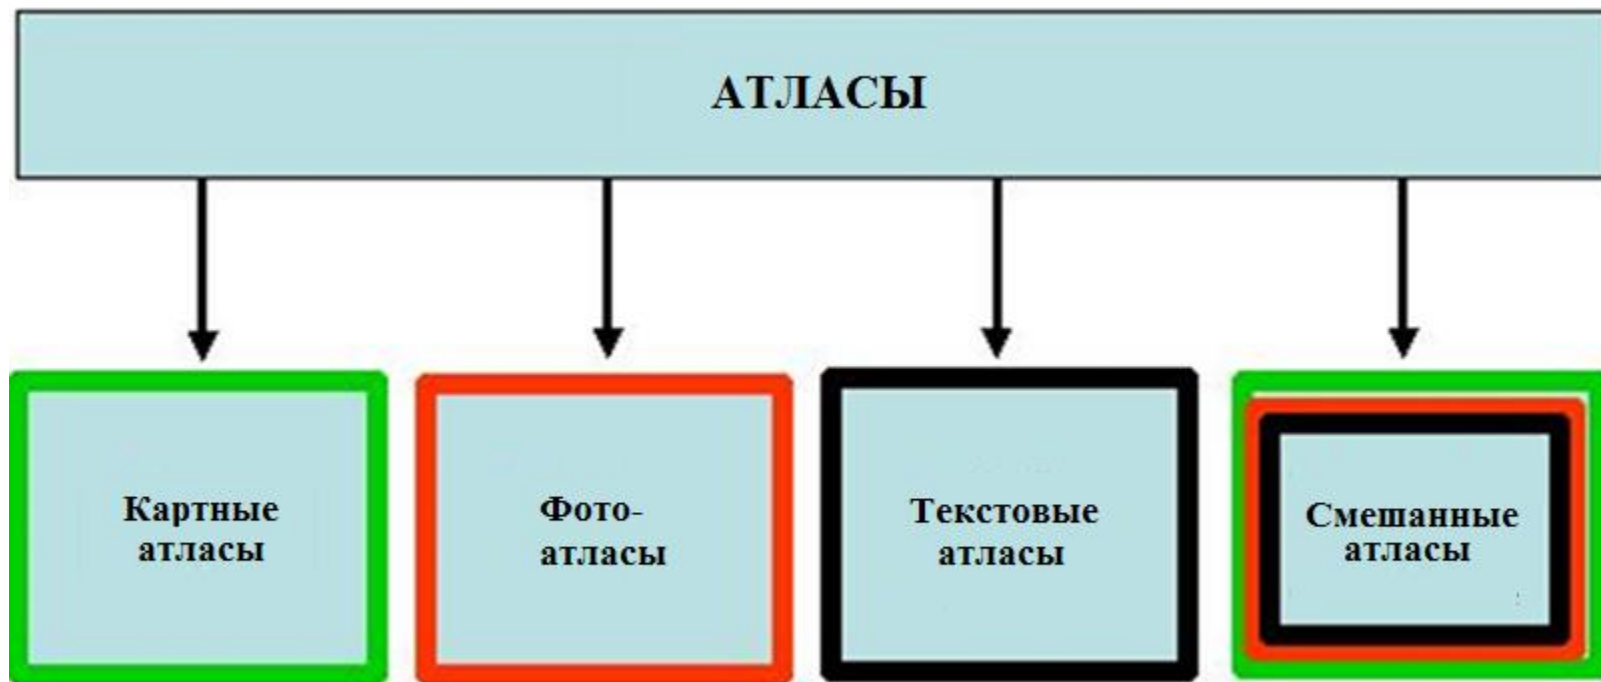 АТЛАСЫ
Картные
атласы
Фото-
атласы
Текстовые
атласы
Смешанные
атласы